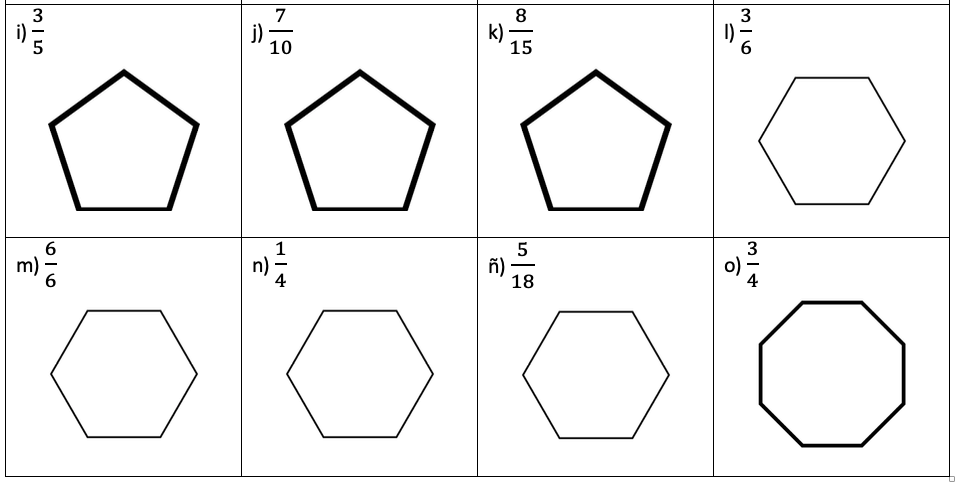 i) 3/5
j) 7/10
k) 8/15
l) 3/6
m) 6/6
n) 1/4
ñ) 5/18
o) 3/4